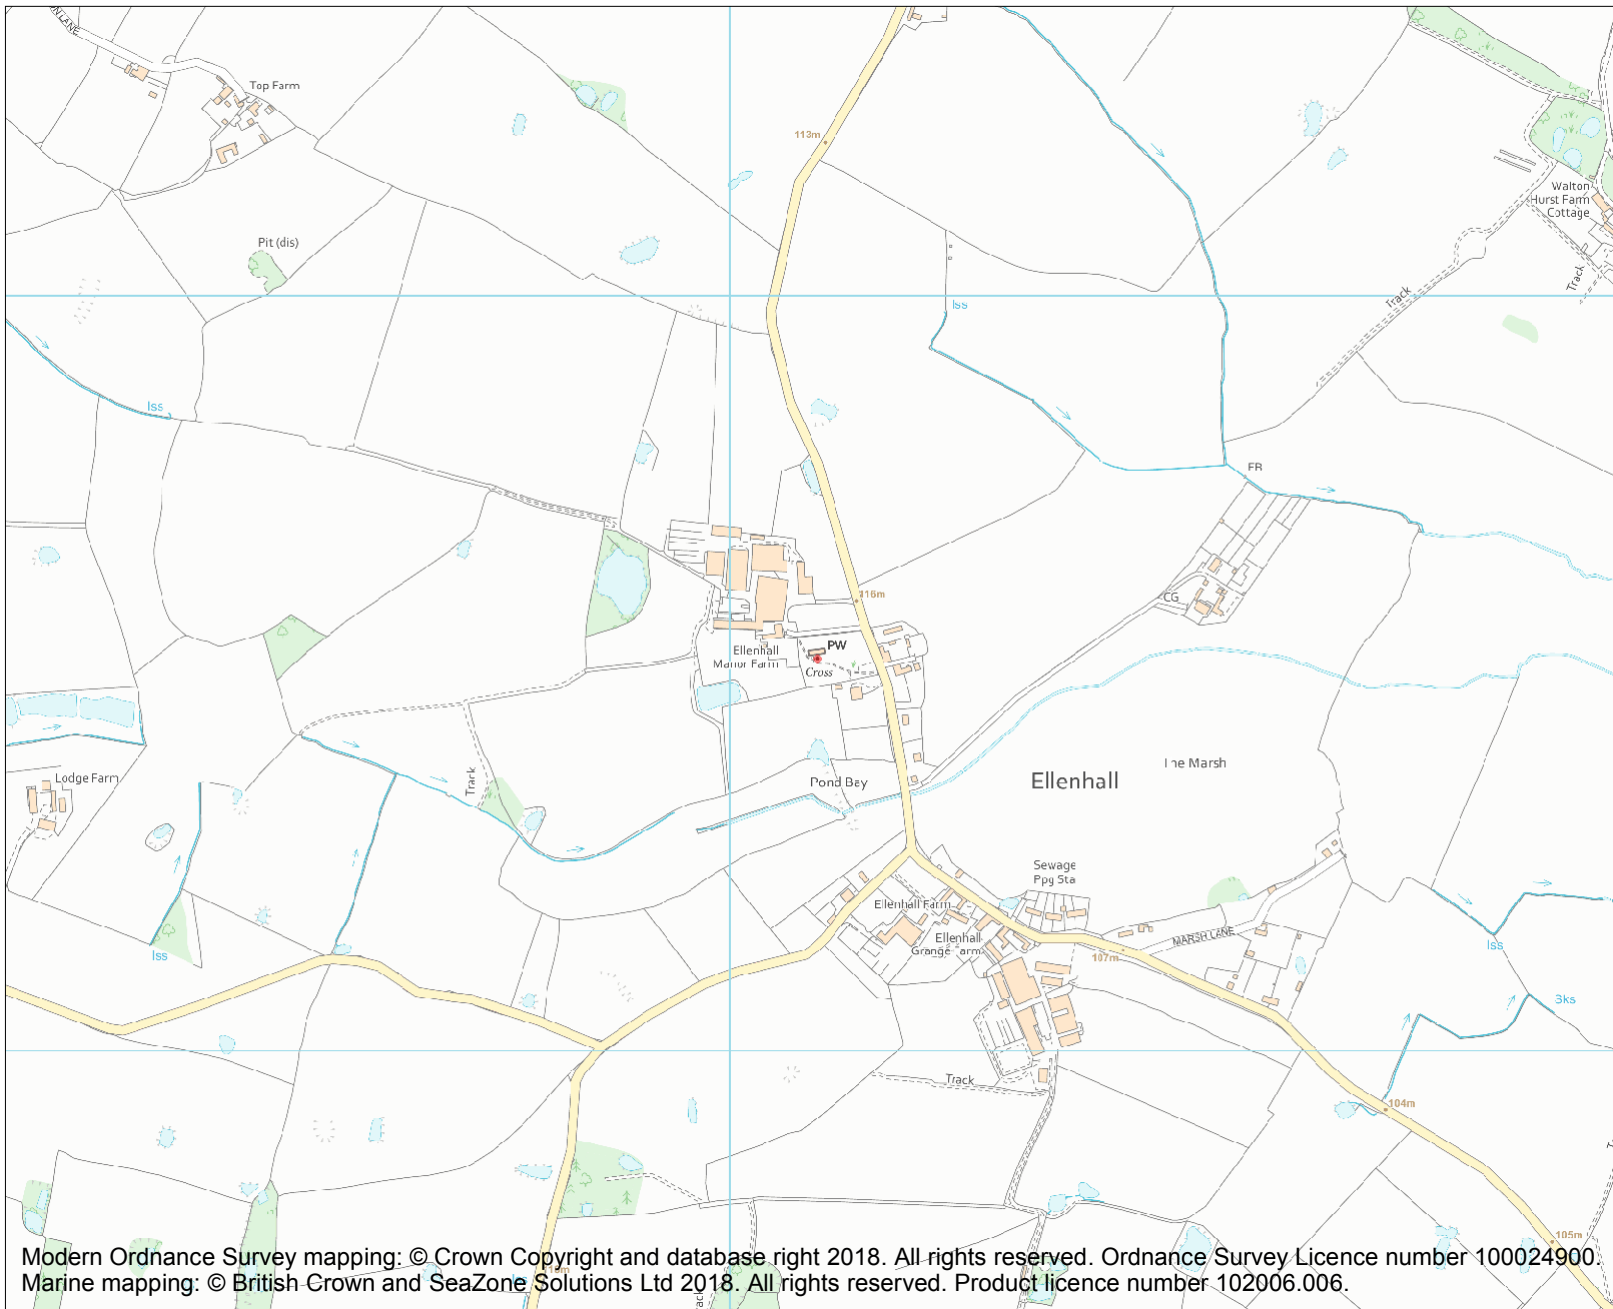 Top Farm
113m
Walton
Hurst Farm
Cottage
Pit (dis)
Track
Track
Iss
Iss
FB
116m
CG
PW
Ellenhall
Manor Farm
Cross
Track
Lodge Farm
Pond Bay
Ellenhall
The Marsh
Sewage
Ppg Sta
Ellenhall Farm
Ellenhall
Grange Farm
MARSH LANE
107m
Iss
Iss
Sks
Track
104m
105m
Modern Ordnance Survey mapping: © Crown Copyright and database right 2018. All rights reserved. Ordnance Survey Licence number 100024900.
Marine mapping: © British Crown and SeaZone Solutions Ltd 2018. All rights reserved. Product licence number 102006.006.